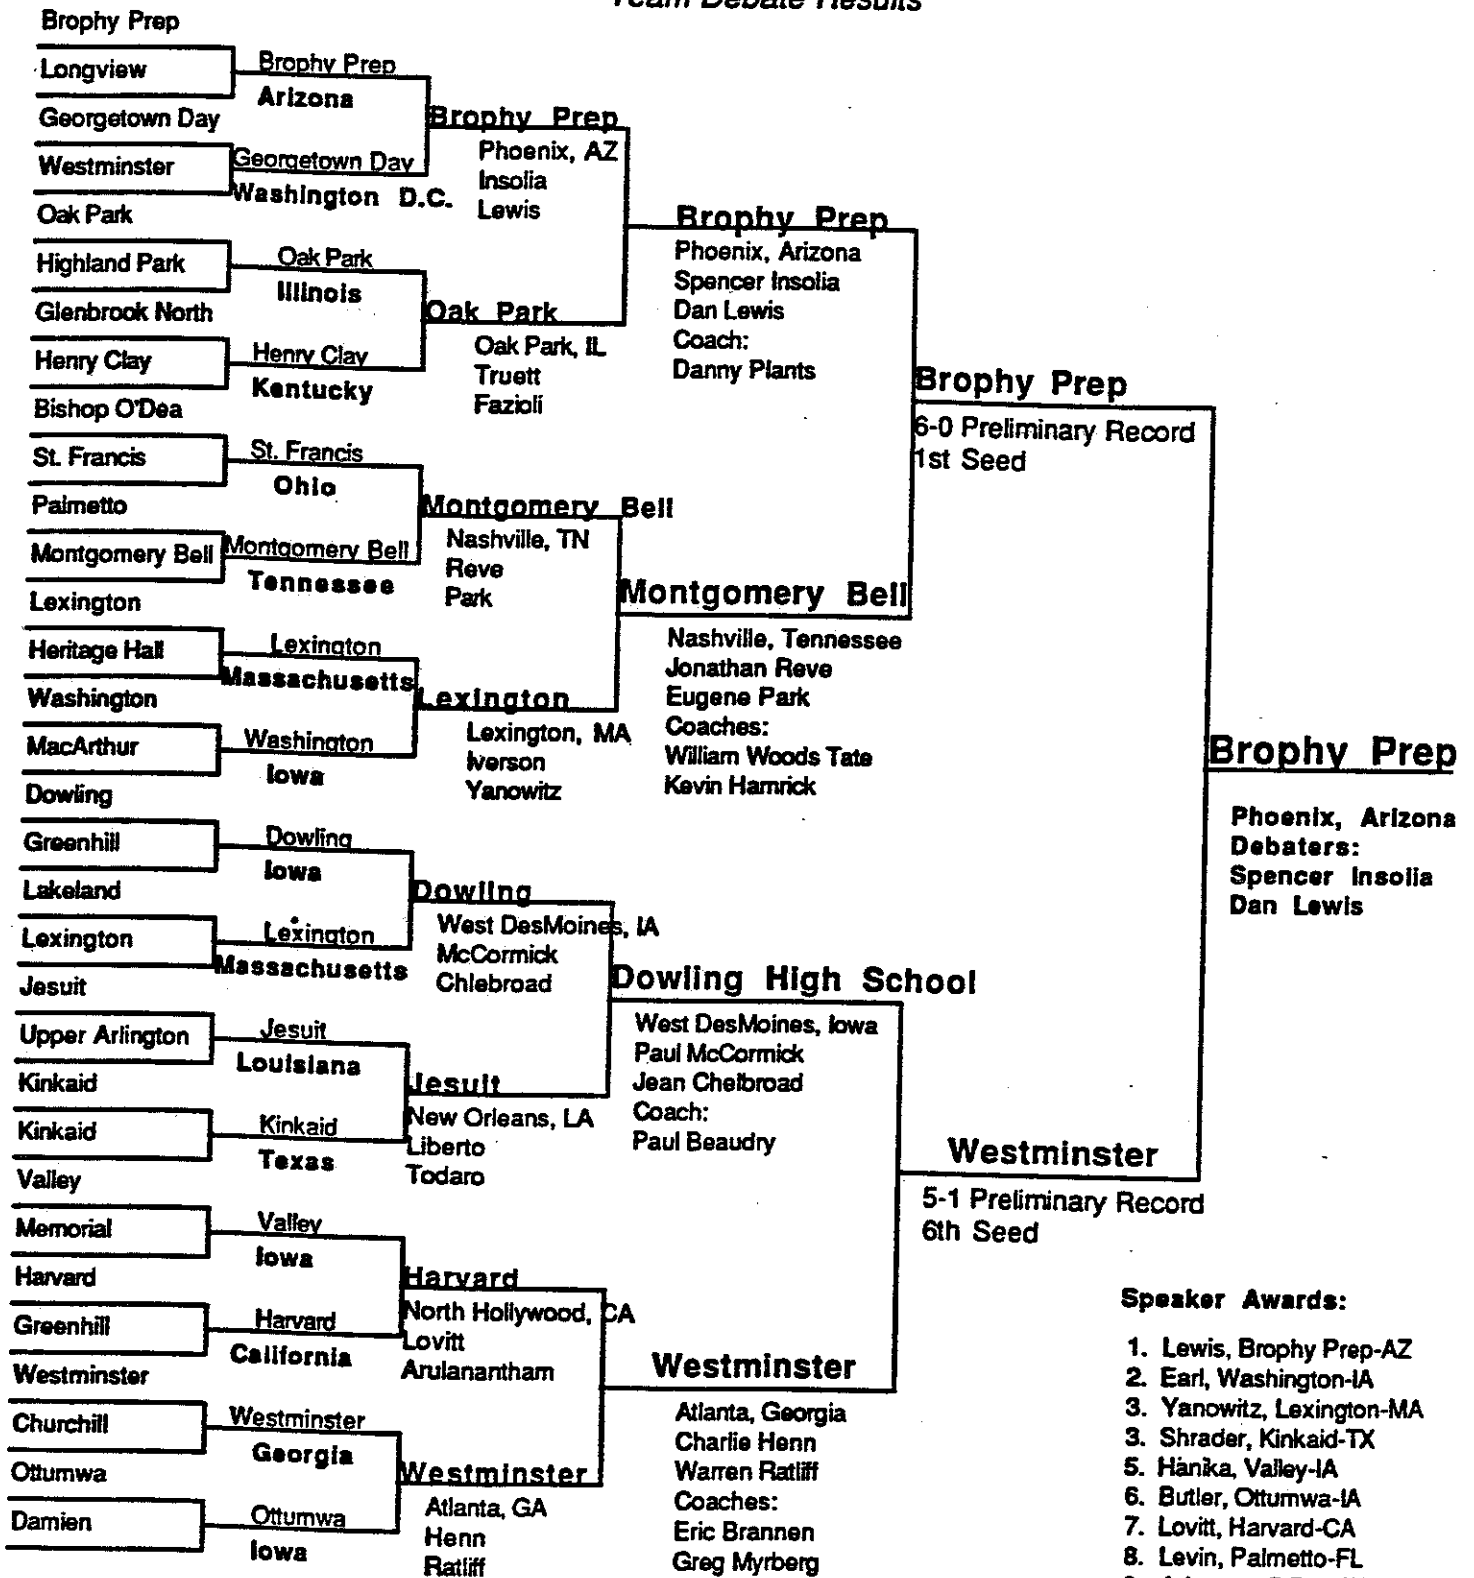 Team Debate Results
Brophy Prep
Longview
Georgetown Day
Westminster
Oak Park
Highland Park
Glenbrook North
Henry Clay
Bishop O'Dea
St. Francis
Palmetto
Montgomery Bell
Lexington
Heritage Hall
Washington
MacArthur
Dowling
Greenhill
Lakeland
Lexington
Jesuit
Upper Arlington
Kinkaid
Kinkaid
Valley
Memorial
Harvard
Greenhill
Westminster
Churchill
Ottumwa
Damien
Brophy Prep
Arizona
Georgetown Day
Washington D.C.
Oak Park
Illinois
Henry Clay
Kentucky
St. Francis
Ohio
Montgomery Bell
Tennessee
Lexington
Massachusetts
Washington
Iowa
Dowling
Iowa
Lexington
Massachusetts
Jesuit
Louisiana
Kinkaid
Texas
Valley
Iowa
Harvard
California
Westminster
Georgia
Ottumwa
Iowa
Brophy Prep
Phoenix, AZ
Insolia
Lewis
Oak Park
Oak Park, IL
Truett
Fazioli
Montgomery Bell
Nashville, TN
Reve
Park
Lexington
Lexington, MA
Iverson
Yanowitz
Dowling
West DesMoines, IA
McCormick
Chlebroad
Jesuit
New Orleans, LA
Liberto
Todaro
Harvard
North Hollywood, CA
Lovitt
Arulanantham
Westminster
Atlanta, GA
Henn
Ratliff
Brophy Prep
Phoenix, Arizona
Spencer Insolia
Dan Lewis
Coach:
Danny Plants
Montgomery Bell
Nashville, Tennessee
Jonathan Reve
Eugene Park
Coaches:
William Woods Tate
Kevin Hamrick
Dowling High School
West DesMoines, Iowa
Paul McCormick
Jean Chelbroad
Coach:
Paul Beaudry
Westminster
Atlanta, Georgia
Charlie Henn
Warren Ratliff
Coaches:
Eric Brannen
Greg Myrberg
Brophy Prep
6-0 Preliminary Record
1st Seed
Westminster
5-1 Preliminary Record
6th Seed
Brophy Prep
Phoenix, Arizona
Debaters:
Spencer Insolia
Dan Lewis
Speaker Awards:
1. Lewis, Brophy Prep-AZ
2. Earl, Washington-IA
3. Yanowitz, Lexington-MA
3. Shrader, Kinkaid-TX
5. Hanika, Valley-IA
6. Butler, Ottumwa-IA
7. Lovitt, Harvard-CA
8. Levin, Palmetto-FL